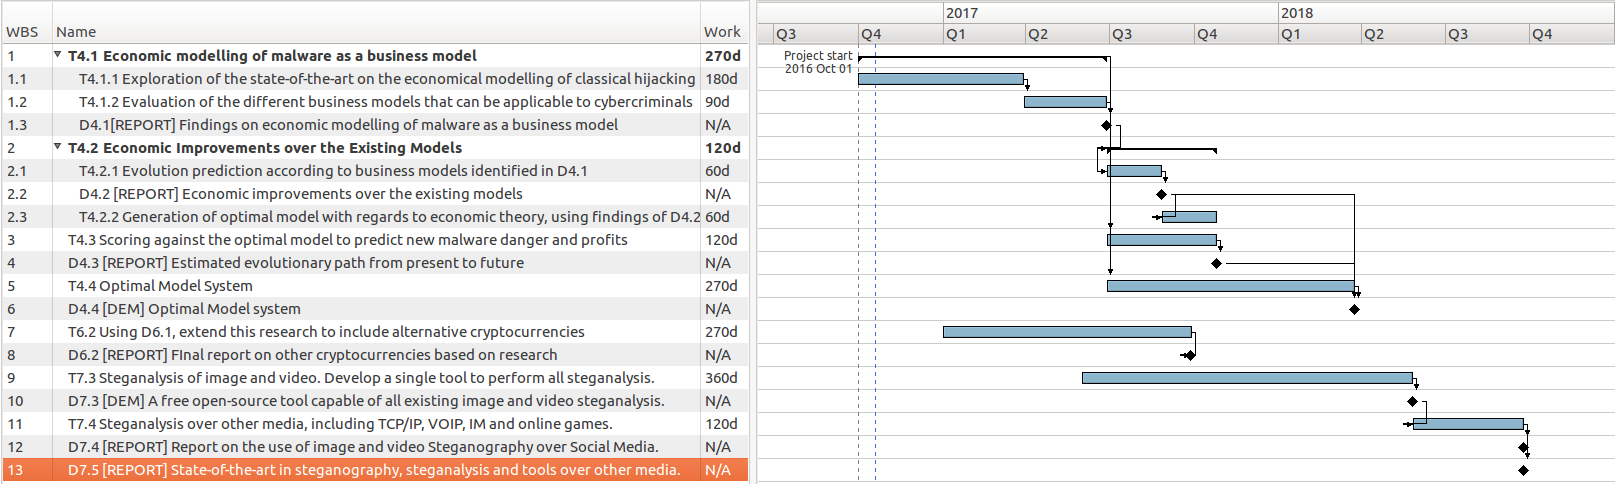 2017 2018
WBS Name Work Q3 Q4 Q1 Q2 Q3 Q4 Q1 Q2 Q3 Q4
1 T4.1 Economic modelling of malware as a business model 270d
Project start
2016 Oct 01
1.1 T4.1.1 Exploration of the state-of-the-art on the economical modelling of classical hijacking 180d
1.2 T4.1.2 Evaluation of the different business models that can be applicable to cybercriminals 90d
1.3 D4.1[REPORT] Findings on economic modelling of malware as a business model N/A
2 T4.2 Economic Improvements over the Existing Models 120d
2.1 T4.2.1 Evolution prediction according to business models identified in D4.1 60d
2.2 D4.2 [REPORT] Economic improvements over the existing models N/A
2.3 T4.2.2 Generation of optimal model with regards to economic theory, using findings of D4.2 60d
3 T4.3 Scoring against the optimal model to predict new malware danger and profits 120d
4 D4.3 [REPORT] Estimated evolutionary path from present to future N/A
5 T4.4 Optimal Model System 270d
6 D4.4 [DEM] Optimal Model system N/A
7 T6.2 Using D6.1, extend this research to include alternative cryptocurrencies 270d
8 D6.2 [REPORT] FInal report on other cryptocurrencies based on research N/A
9 T7.3 Steganalysis of image and video. Develop a single tool to perform all steganalysis. 360d
10 D7.3 [DEM] A free open-source tool capable of all existing image and video steganalysis. N/A
11 T7.4 Steganalysis over other media, including TCP/IP, VOIP, IM and online games. 120d
12 D7.4 [REPORT] Report on the use of image and video Steganography over Social Media. N/A
13 D7.5 [REPORT] State-of-the-art in steganography, steganalysis and tools over other media. N/A